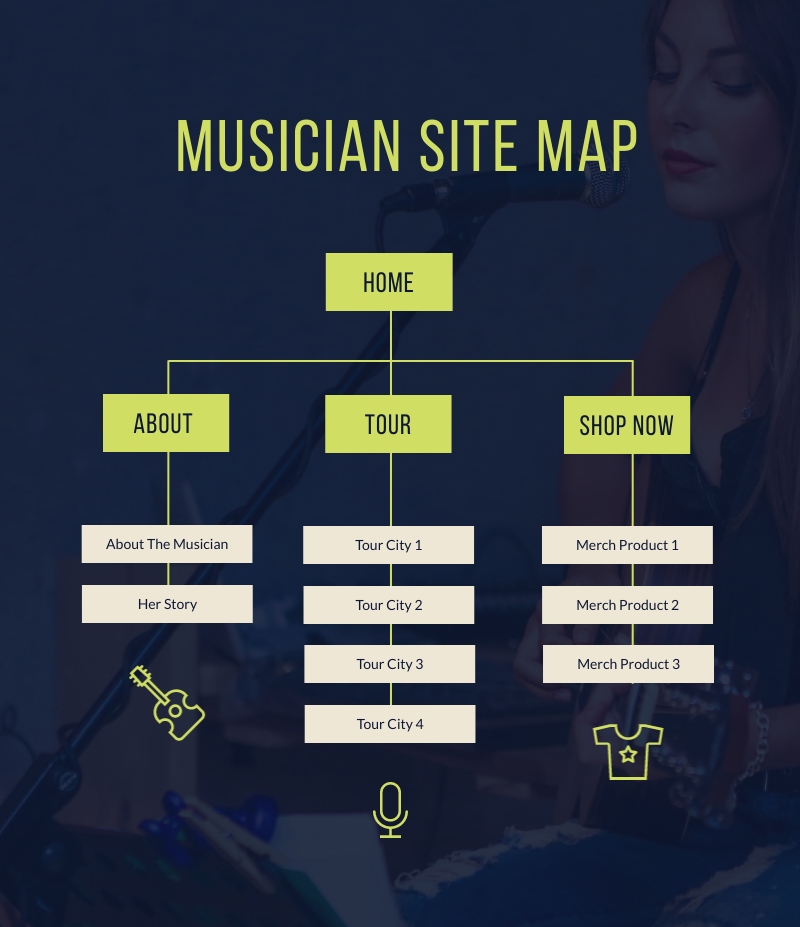 MUSICIAN SITE MAP
HOME
ABOUT
TOUR
SHOP NOW
About The Musician
Her Story
Tour City 1
Tour City 2
Tour City 3
Tour City 4
Merch Product 1
Merch Product 2
Merch Product 3